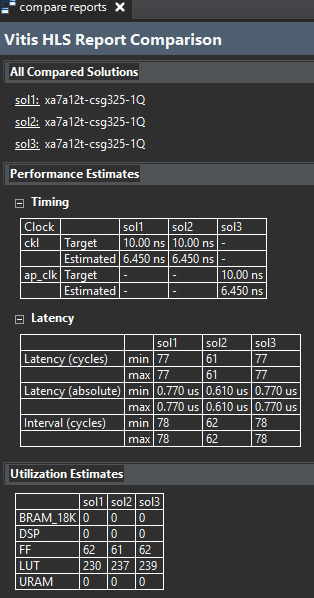 compare reports
Vitis HLS Report Comparison
All Compared Solutions
sol1: xa7a12t-csg325-1Q
sol2: xa7a12t-csg325-1Q
sol3: xa7a12t-csg325-1Q
Performance Estimates
Timing
Clock sol1 sol2 sol3
ckl Target 10.00 ns 10.00 ns -
Estimated 6.450 ns 6.450 ns -
ap_clk Target - - 10.00 ns
Estimated - - 6.450 ns
Latency
sol1 sol2 sol3
Latency (cycles) min 77 61 77
max 77 61 77
Latency (absolute) min 0.770 us 0.610 us 0.770 us
max 0.770 us 0.610 us 0.770 us
Interval (cycles) min 78 62 78
max 78 62 78
Utilization Estimates
sol1 sol2 sol3
BRAM_18K 0 0 0
DSP 0 0 0
FF 62 61 62
LUT 230 237 239
URAM 0 0 0